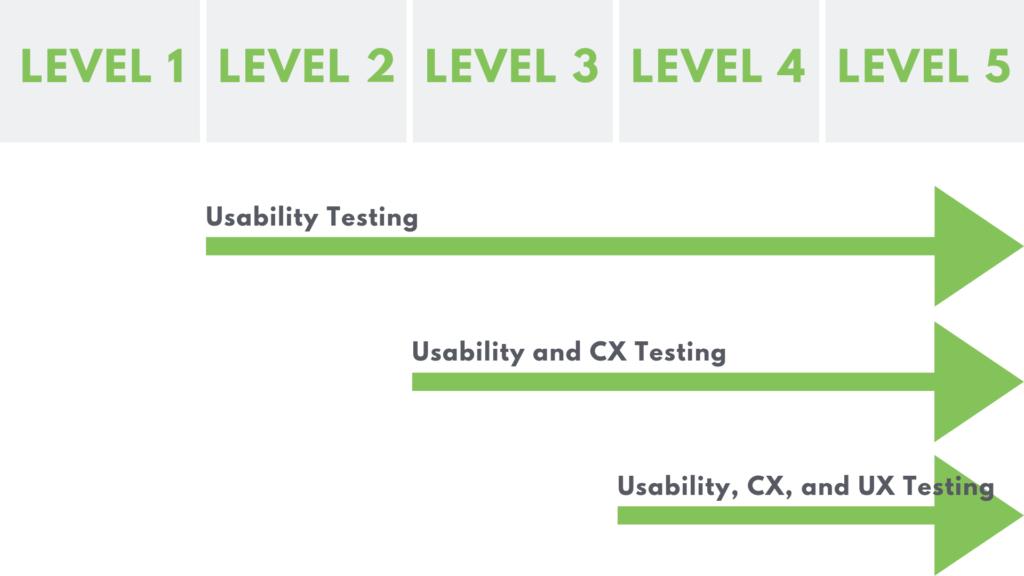 LEVEL 1 LEVEL 2 LEVEL 3 LEVEL 4 LEVEL 5
Usability Testing
Usability and CX Testing
Usability, CX, and UX Testing